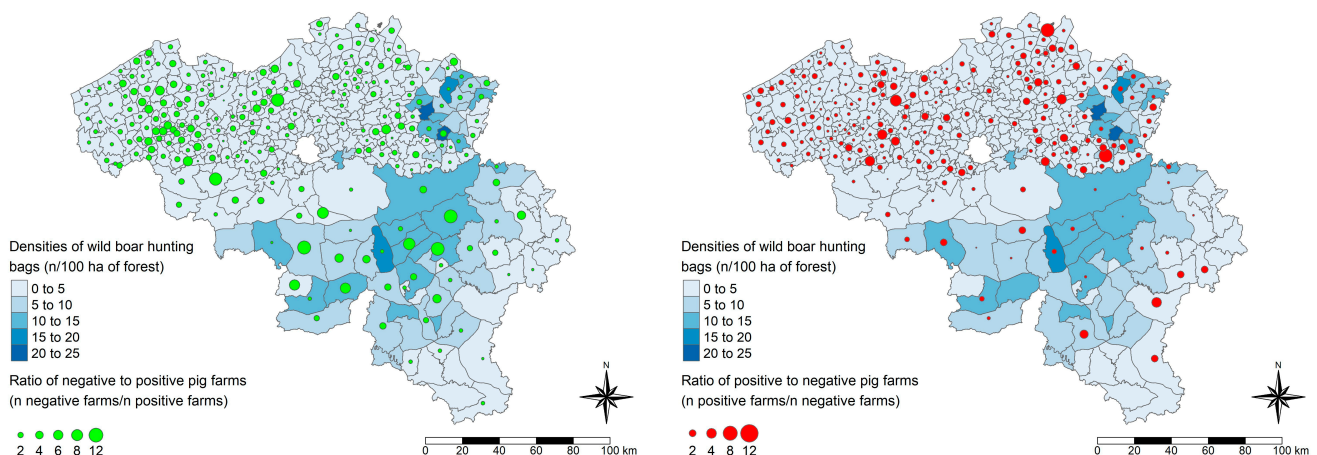 Densities of wild boar hunting
bags (n/100 ha of forest)
0 to 5
5 to 10
10 to 15
15 to 20
20 to 25
Ratio of negative to positive pig farms
(n negative farms/n positive farms)
2 4 6 8 12
N
0 20 40 60 80 100 km
Densities of wild boar hunting
bags (n/100 ha of forest)
0 to 5
5 to 10
10 to 15
15 to 20
20 to 25
Ratio of positive to negative pig farms
(n positive farms/n negative farms)
2 4 8 12
N
0 20 40 60 80 100 km